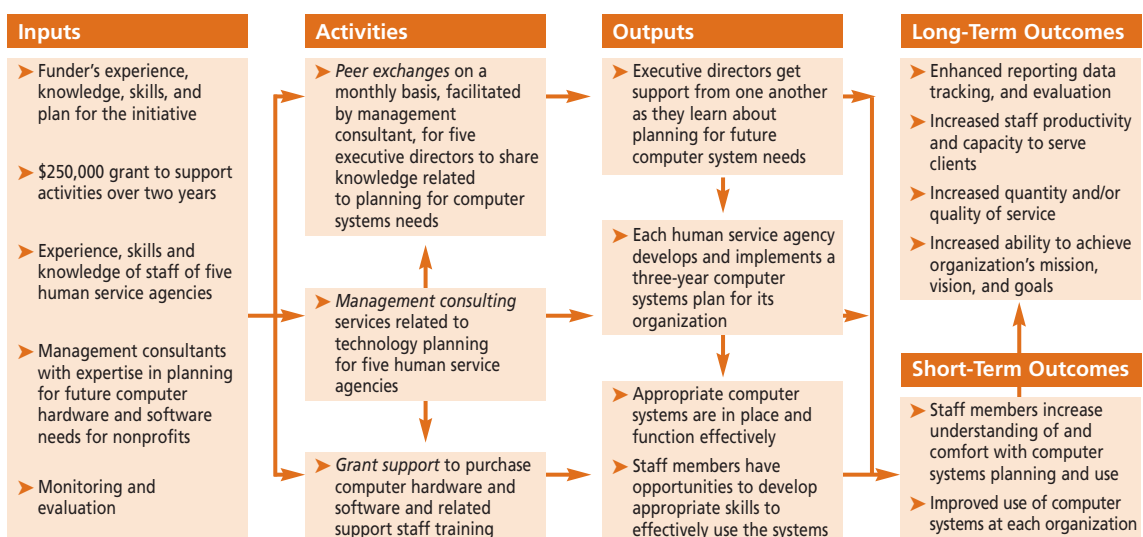 Inputs
Funder's experience,
knowledge, skills, and
plan for the initiative
$250,000 grant to support
activities over two years
Experience, skills and
knowledge of staff of five
human service agencies
Management consultants
with expertise in planning
for future computer
hardware and software
needs for nonprofits
Monitoring and
evaluation
Activities
Peer exchanges on a
monthly basis, facilitated
by management
consultant, for five
executive directors to share
knowledge related
to planning for computer
systems needs
Management consulting
services related to
technology planning
for five human service
agencies
Grant support to purchase
computer hardware and
software and related
support staff training
Outputs
Executive directors get
support from one another
as they learn about
planning for future
computer system needs
Each human service agency
develops and implements a
three-year computer
systems plan for its
organization
Appropriate computer
systems are in place and
function effectively
Staff members have
opportunities to develop
appropriate skills to
effectively use the systems
Long-Term Outcomes
Enhanced reporting data
tracking, and evaluation
Increased staff productivity
and capacity to serve
clients
Increased quantity and/or
quality of service
Increased ability to achieve
organization's mission,
vision, and goals
Short-Term Outcomes
Staff members increase
understanding of and
comfort with computer
systems planning and use
Improved use of computer
systems at each organization